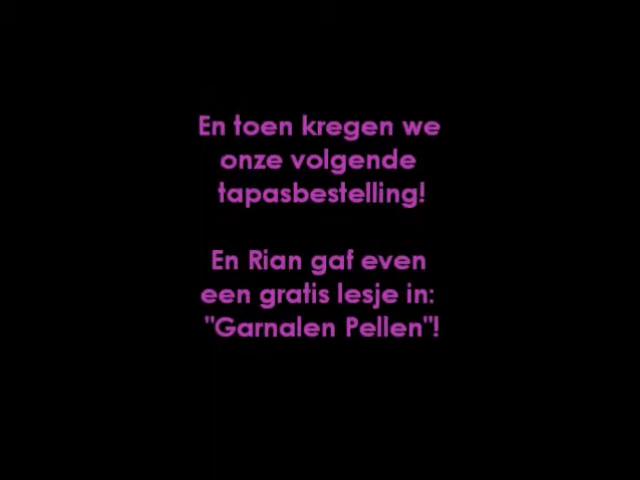 En toen kregen we
onze volgende
tapasbestelling!
En Rian gaf even
een gratis lesje in:
"Garnalen Pellen"!